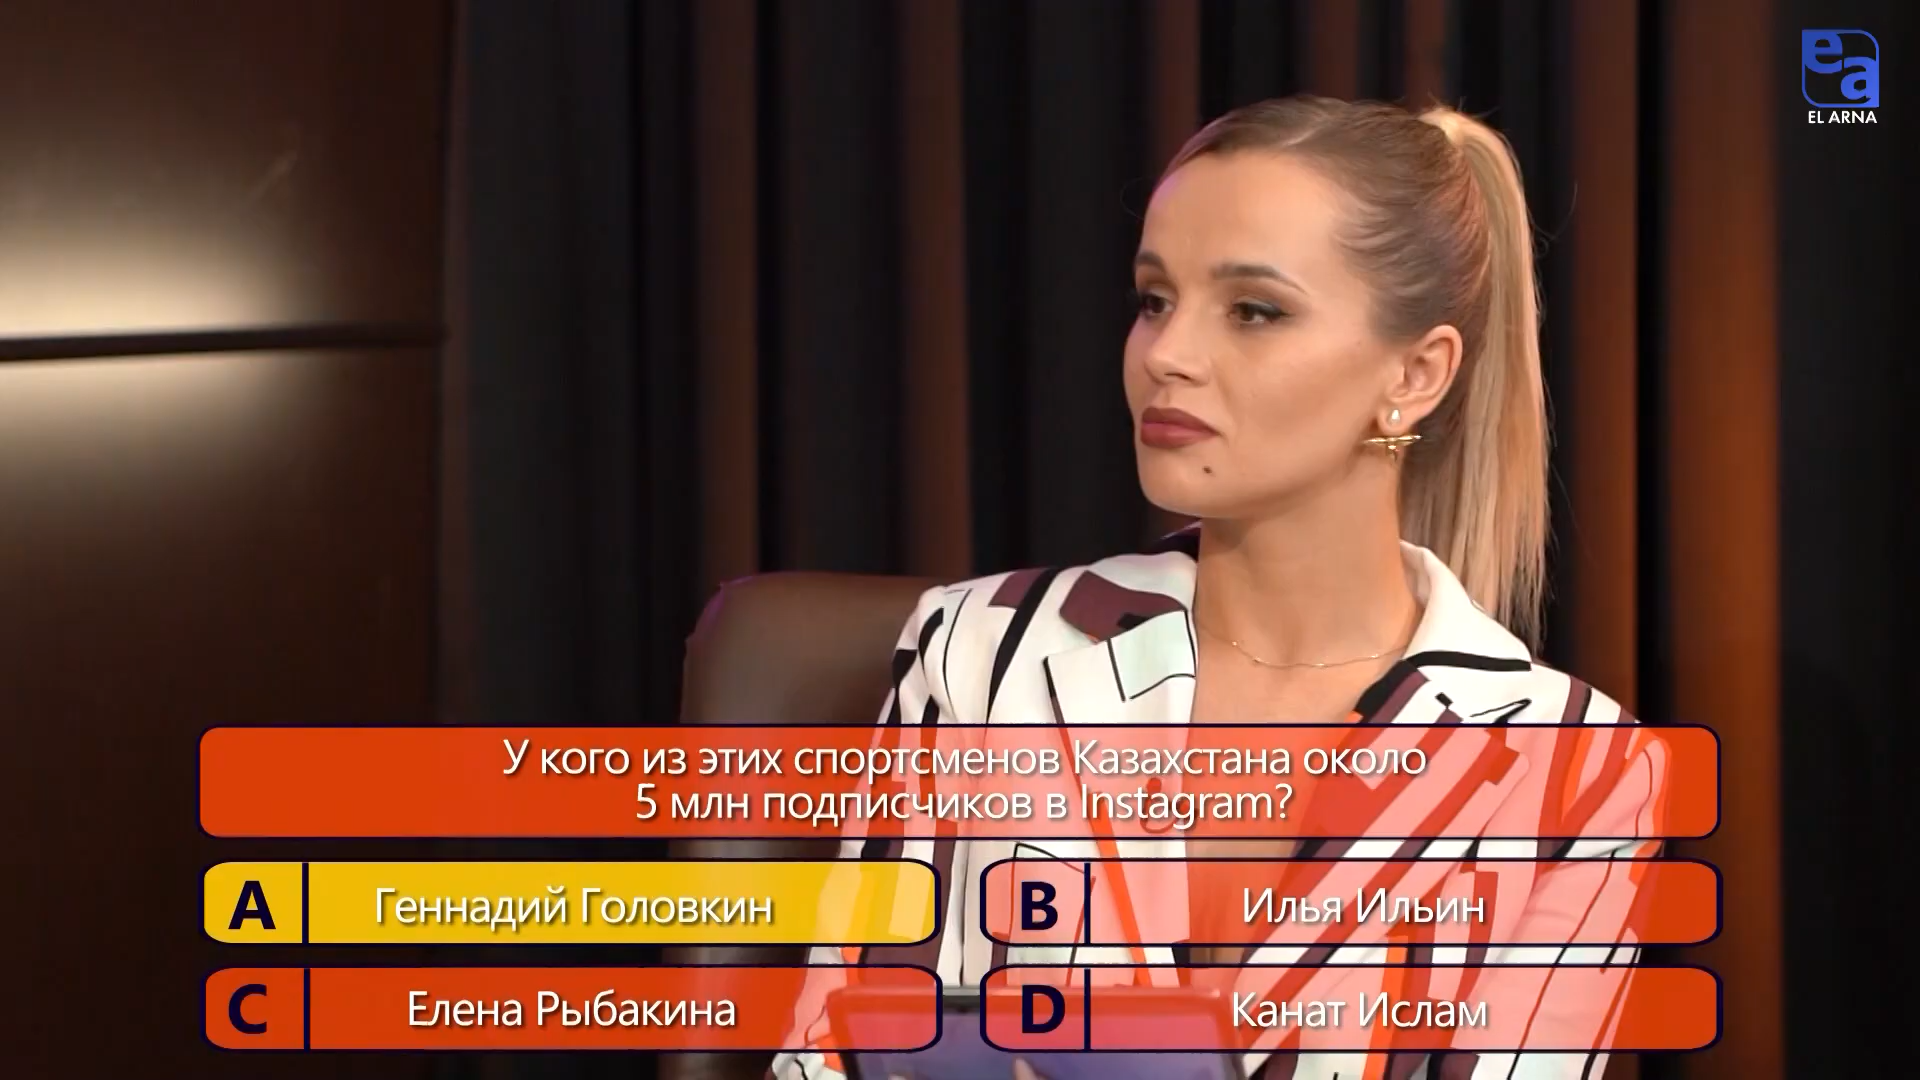 ea
EL ARNA
У кого из этих спортсменов Казахстана около
5 млн подписчиков в Instagram?
A Геннадий Головкин
B Илья Ильин
C Елена Рыбакина
D Канат Ислам